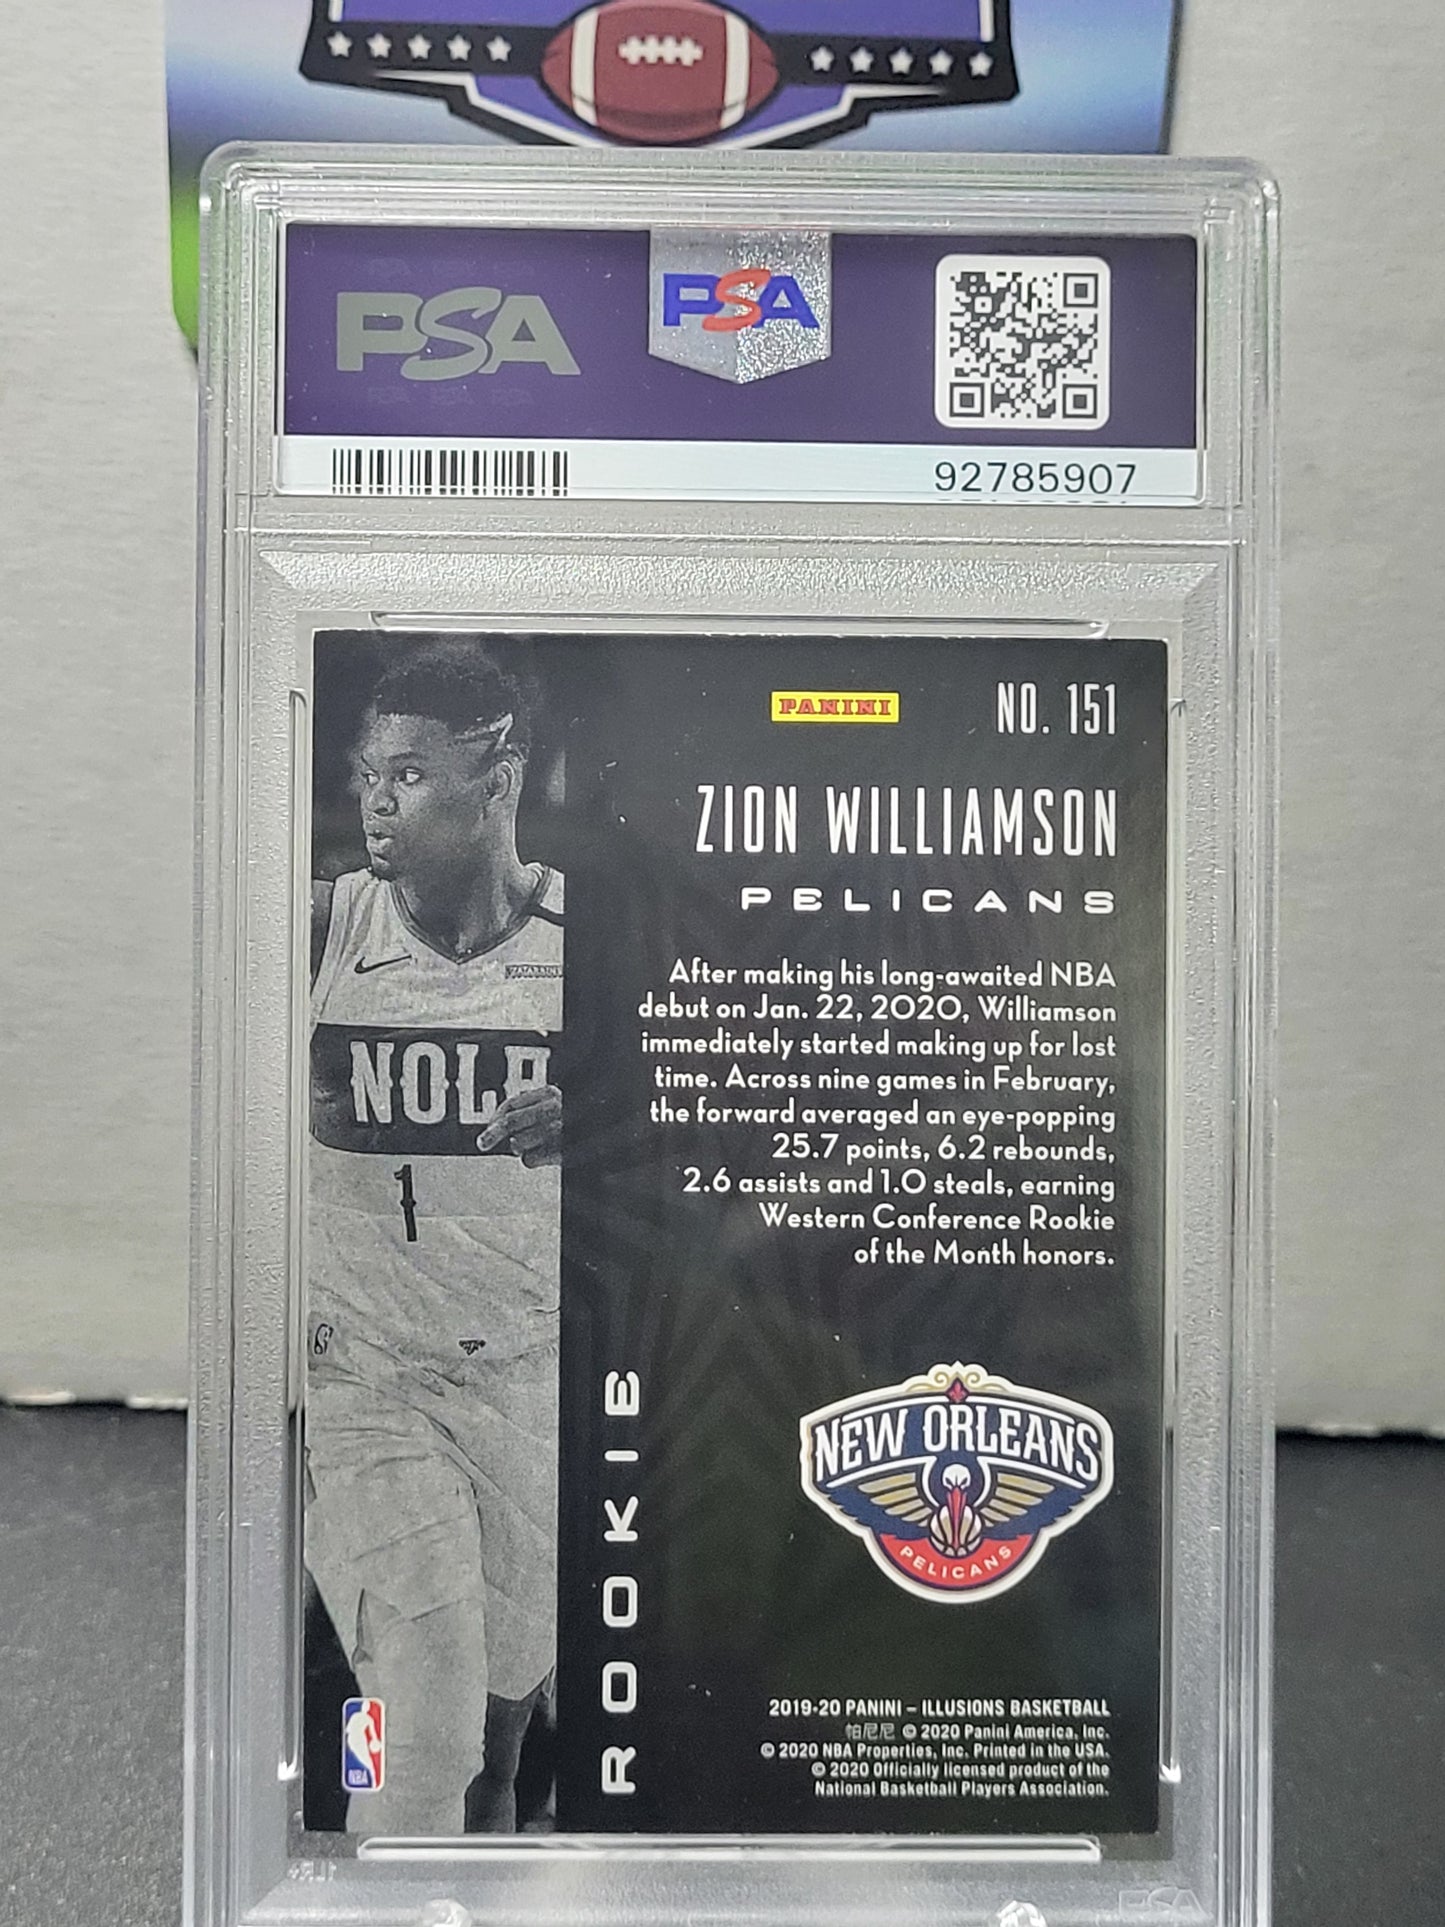 PSA
PSA
92785907
PANINI
NO. 151
ZION WILLIAMSON
PELICANS
After making his long-awaited NBA
debut on Jan. 22, 2020, Williamson
immediately started making up for lost
time. Across nine games in February,
the forward averaged an eye-popping
25.7 points, 6.2 rebounds,
2.6 assists and 1.0 steals, earning
Western Conference Rookie
of the Month honors.
ZATARAIN'S
NOLA
1
ROOKIE
NEW ORLEANS
PELICANS
NBA
2019-20 PANINI – ILLUSIONS BASKETBALL
帕尼尼 © 2020 Panini America, Inc.
© 2020 NBA Properties, Inc. Printed in the USA.
© 2020 Officially licensed product of the
National Basketball Players Association.
PSA